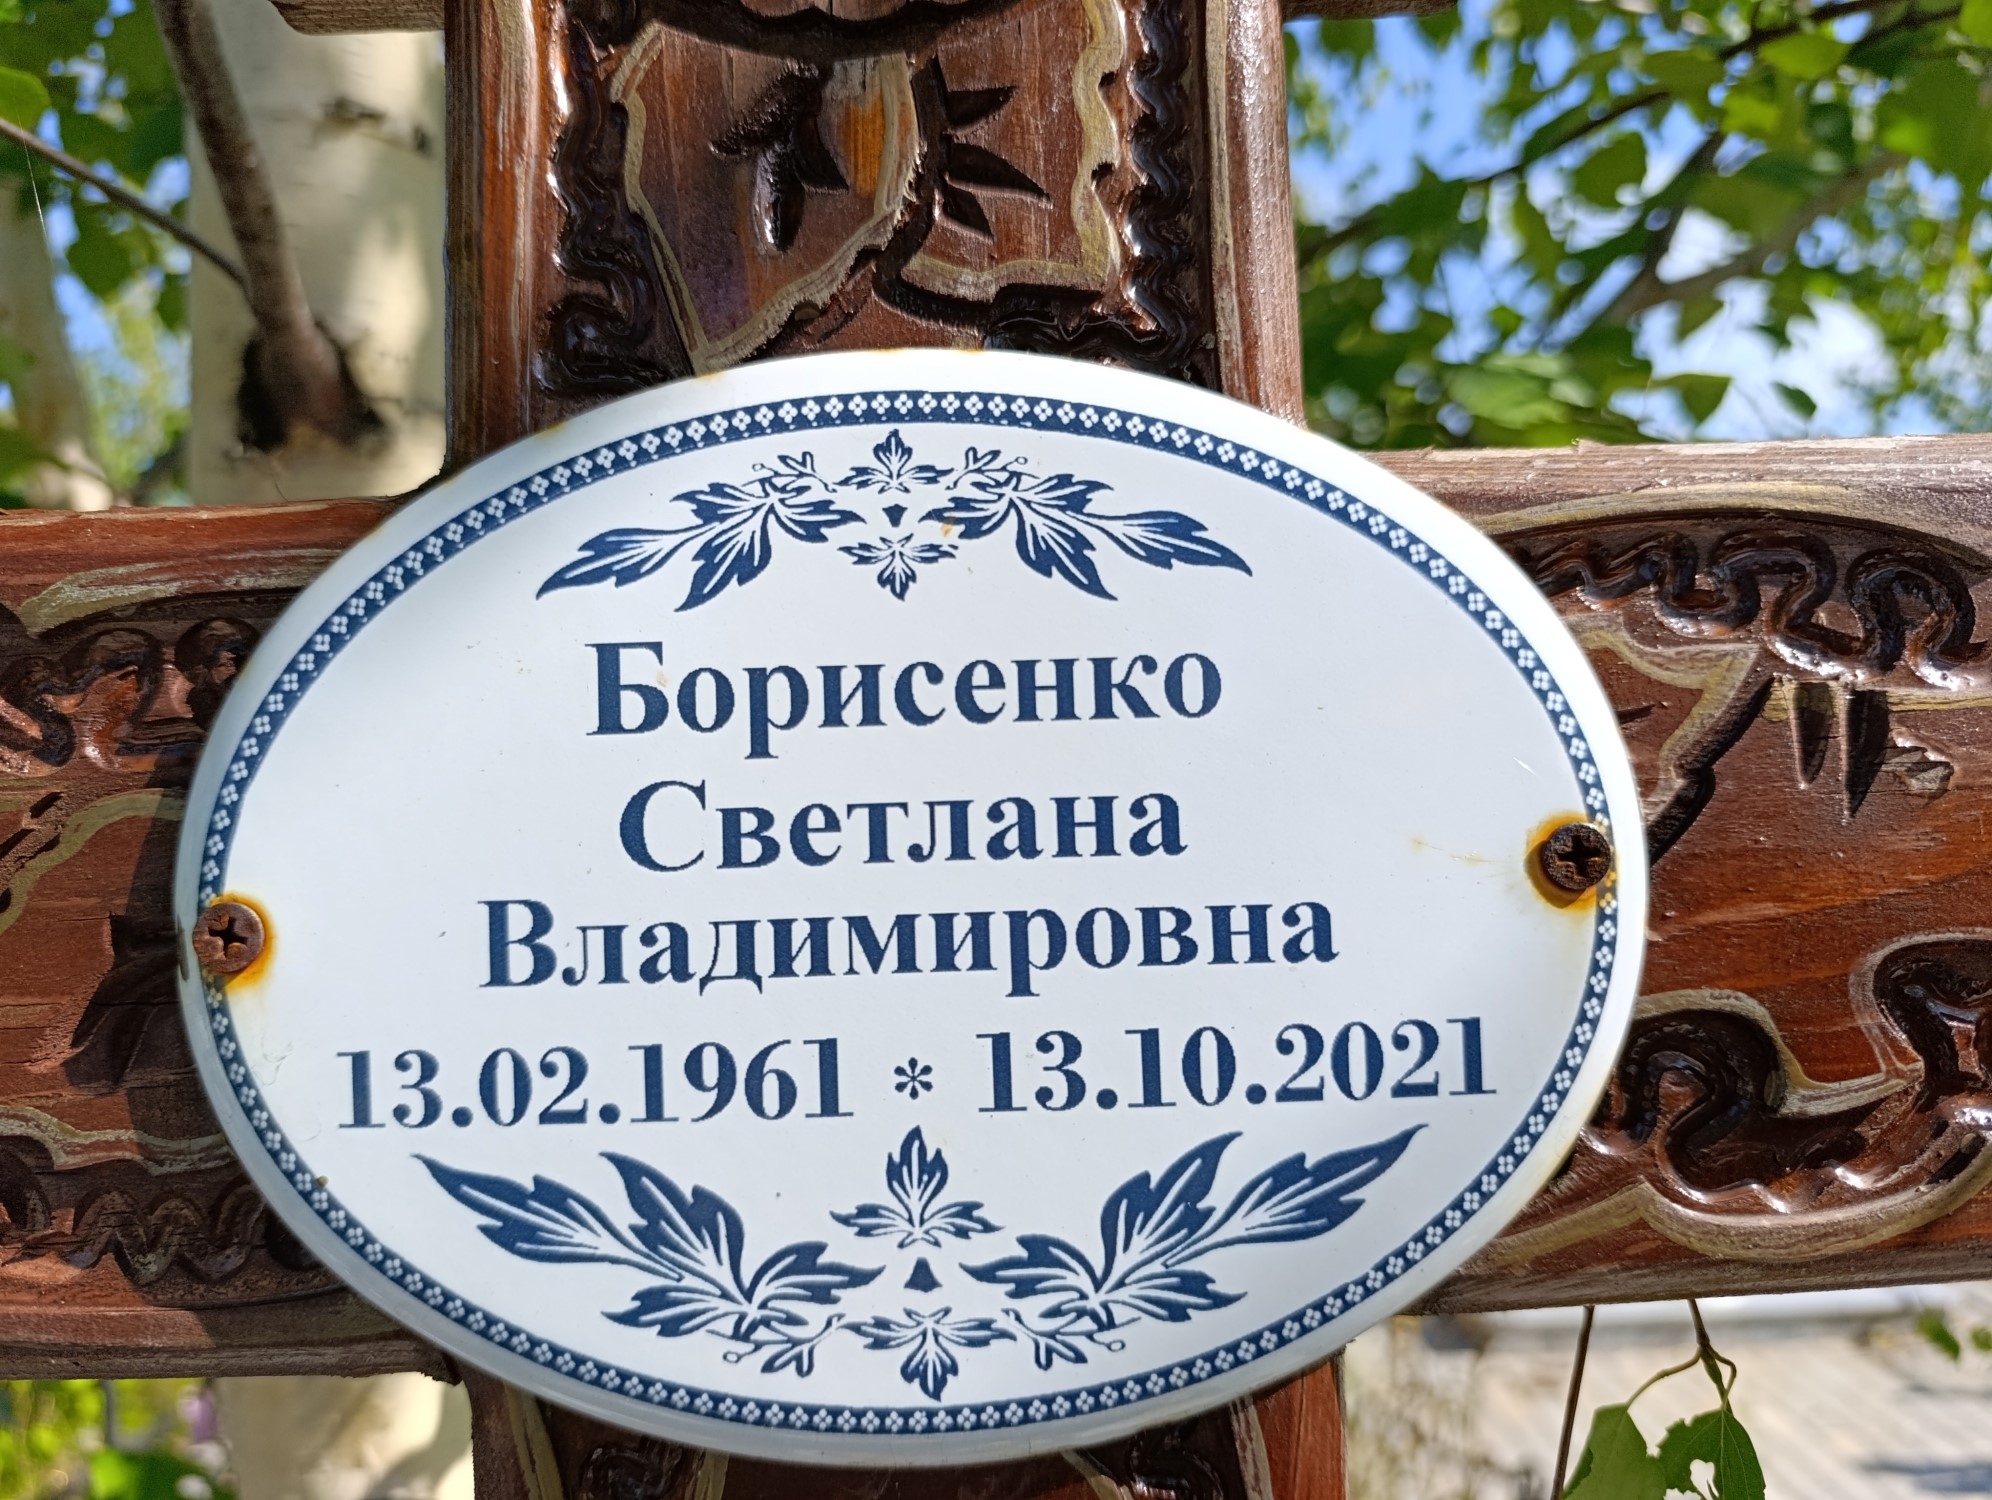 Борисенко
Светлана
Владимировна
13.02.1961 * 13.10.2021